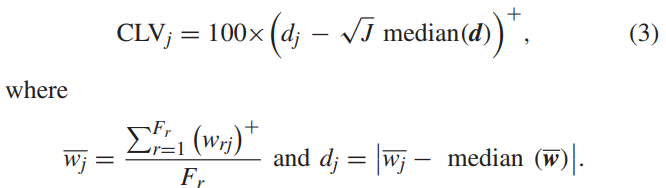 CLV_j = 100× (d_j − √J median(d))^+, (3)
where
\overline{w_j} = \frac{∑_{r=1}^{F_r} (w_{rj})^+}{F_r} and d_j = |\overline{w_j} − median (\overline{w})|.